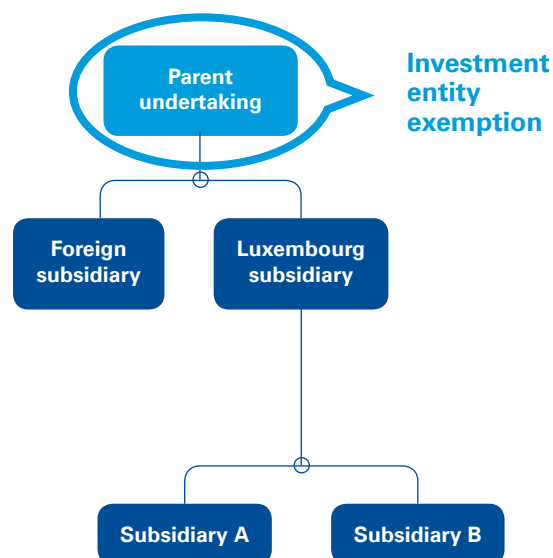 Parent
undertaking
Investment
entity
exemption
Foreign
subsidiary
Luxembourg
subsidiary
Subsidiary A
Subsidiary B